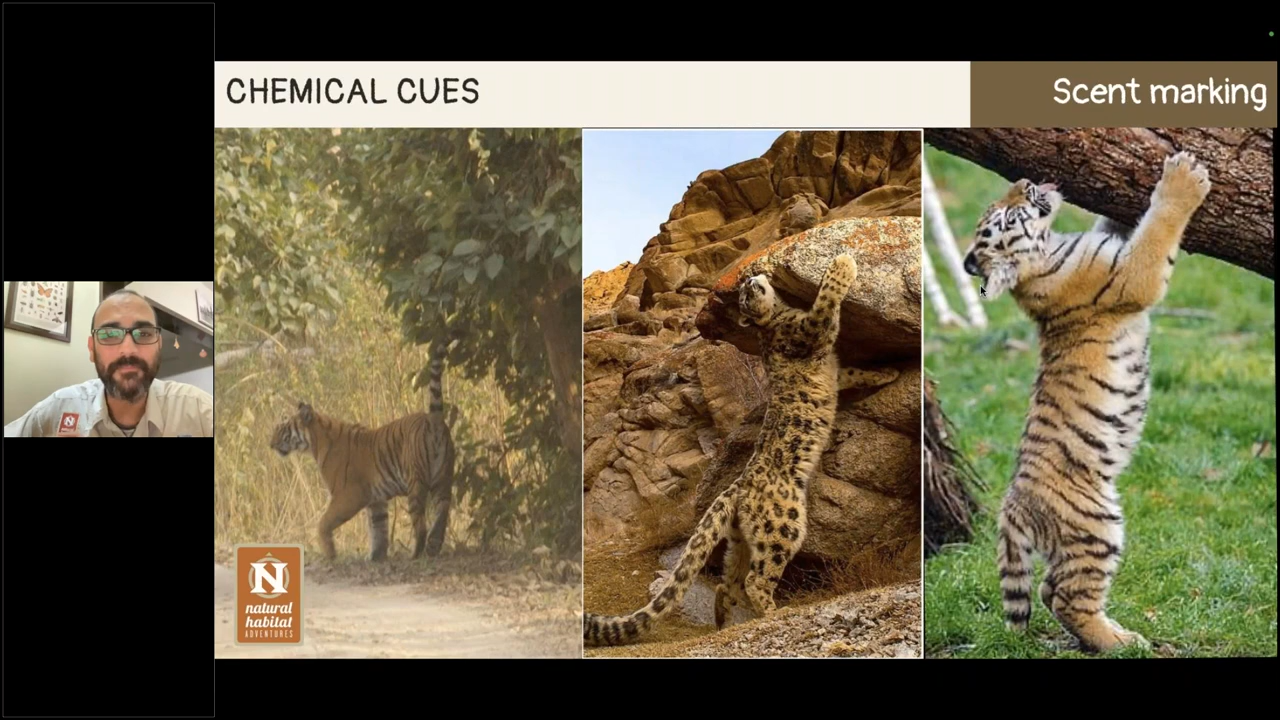 CHEMICAL CUES
Scent marking
N
natural
habitat
ADVENTURES
N